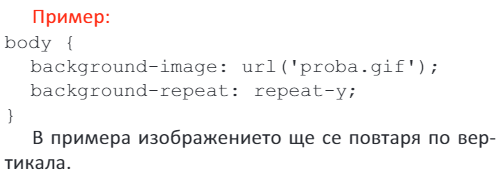 Пример:
body {
background-image: url('proba.gif');
background-repeat: repeat-y;
}
В примера изображението ще се повтаря по вер-
тикала.